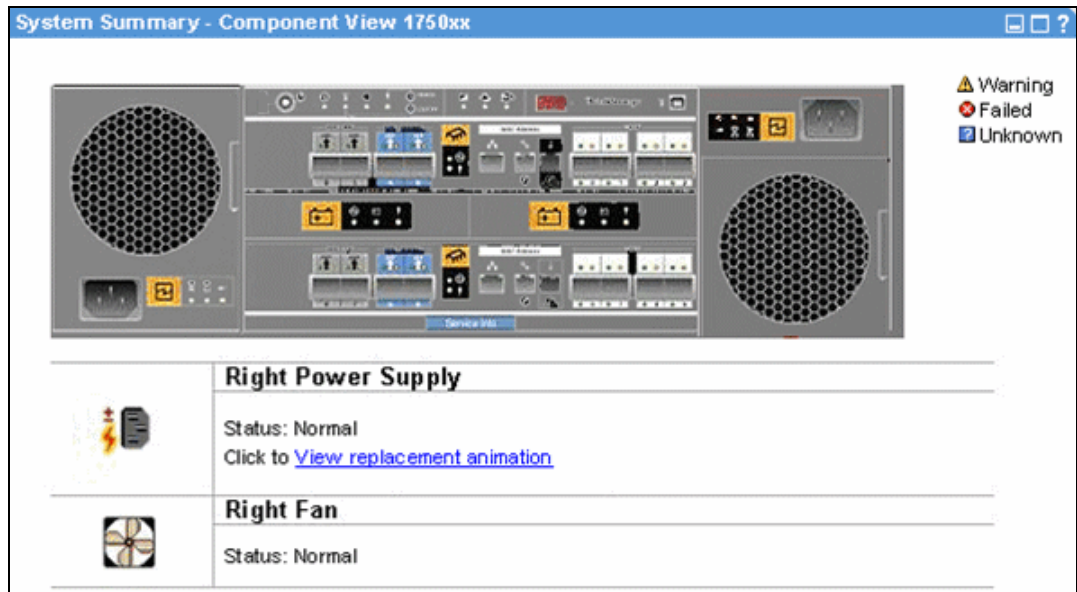 System Summary - Component View 1750xx
Warning
Failed
Unknown
Service Info
Right Power Supply
Status: Normal
Click to View replacement animation
Right Fan
Status: Normal